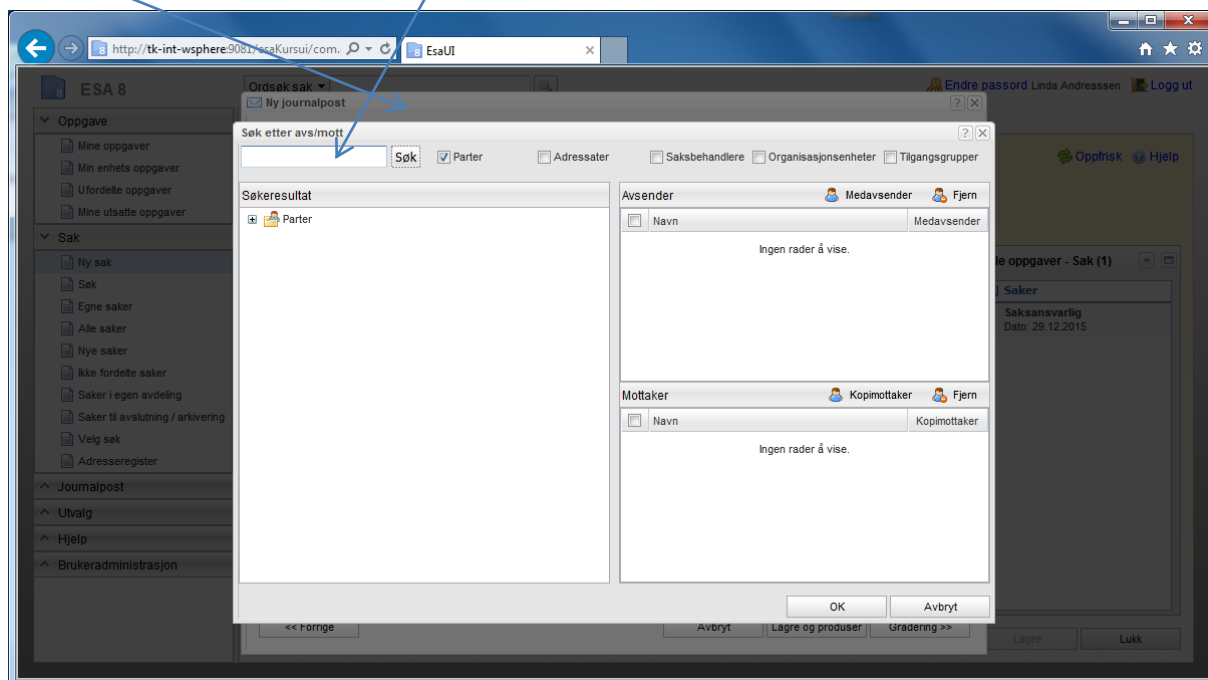 http://tk-int-wsphere:9081/esaKursui/com.
EsaUI
ESA 8
Ordsøk sak
Endre passord Linda Andreassen Logg ut
Oppgave
Mine oppgaver
Min enhets oppgaver
Ufordelte oppgaver
Mine utsatte oppgaver
Sak
Ny sak
Søk
Egne saker
Alle saker
Nye saker
Ikke fordelte saker
Saker i egen avdeling
Saker til avslutning / arkivering
Velg søk
Adresseregister
Journalpost
Utvalg
Hjelp
Brukeradministrasjon
Ny journalpost
Søk etter avs/mott
Søk Parter Adressater Saksbehandlere Organisasjonsenheter Tilgangsgrupper
Søkeresultat
Parter
Avsender Medavsender Fjern
Navn Medavsender
Ingen rader å vise.
Mottaker Kopimottaker Fjern
Navn Kopimottaker
Ingen rader å vise.
OK Avbryt
<< Forrige Avbryt Lagre og produser Gradering >>
Oppfrisk Hjelp
le oppgaver - Sak (1)
Saker
Saksansvarlig
Dato: 29.12.2015
Lagre Lukk